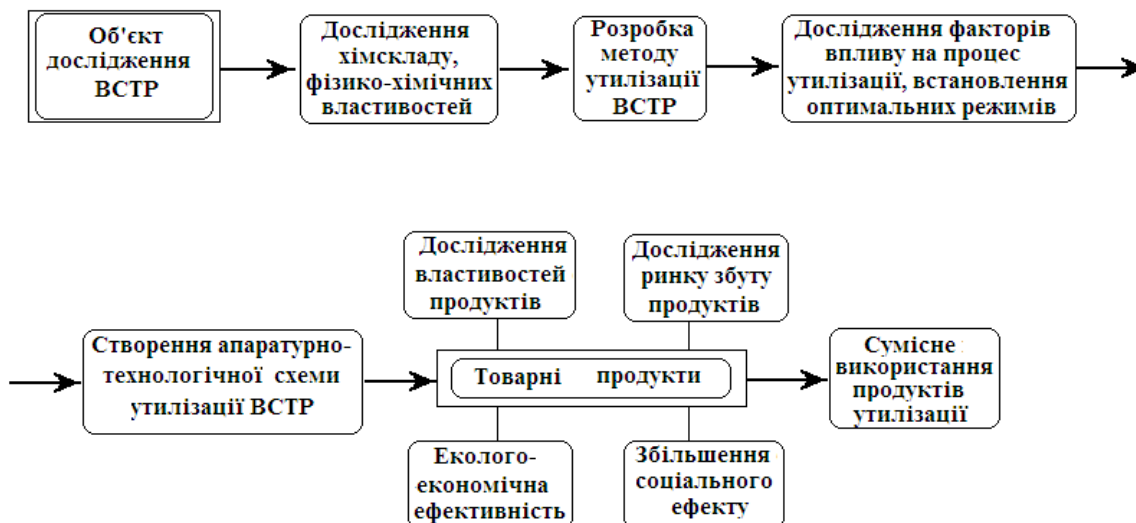 Об'єкт
дослідження
ВСТР
Дослідження
хімскладу,
фізико-хімічних
властивостей
Розробка
методу
утилізації
ВСТР
Дослідження факторів
впливу на процес
утилізації, встановлення
оптимальних режимів
Створення апаратурно-
технологічної схеми
утилізації ВСТР
Дослідження
властивостей
продуктів
Дослідження
ринку збуту
продуктів
Товарні продукти
Еколого-
економічна
ефективність
Збільшення
соціального
ефекту
Сумісне
використання
продуктів
утилізації